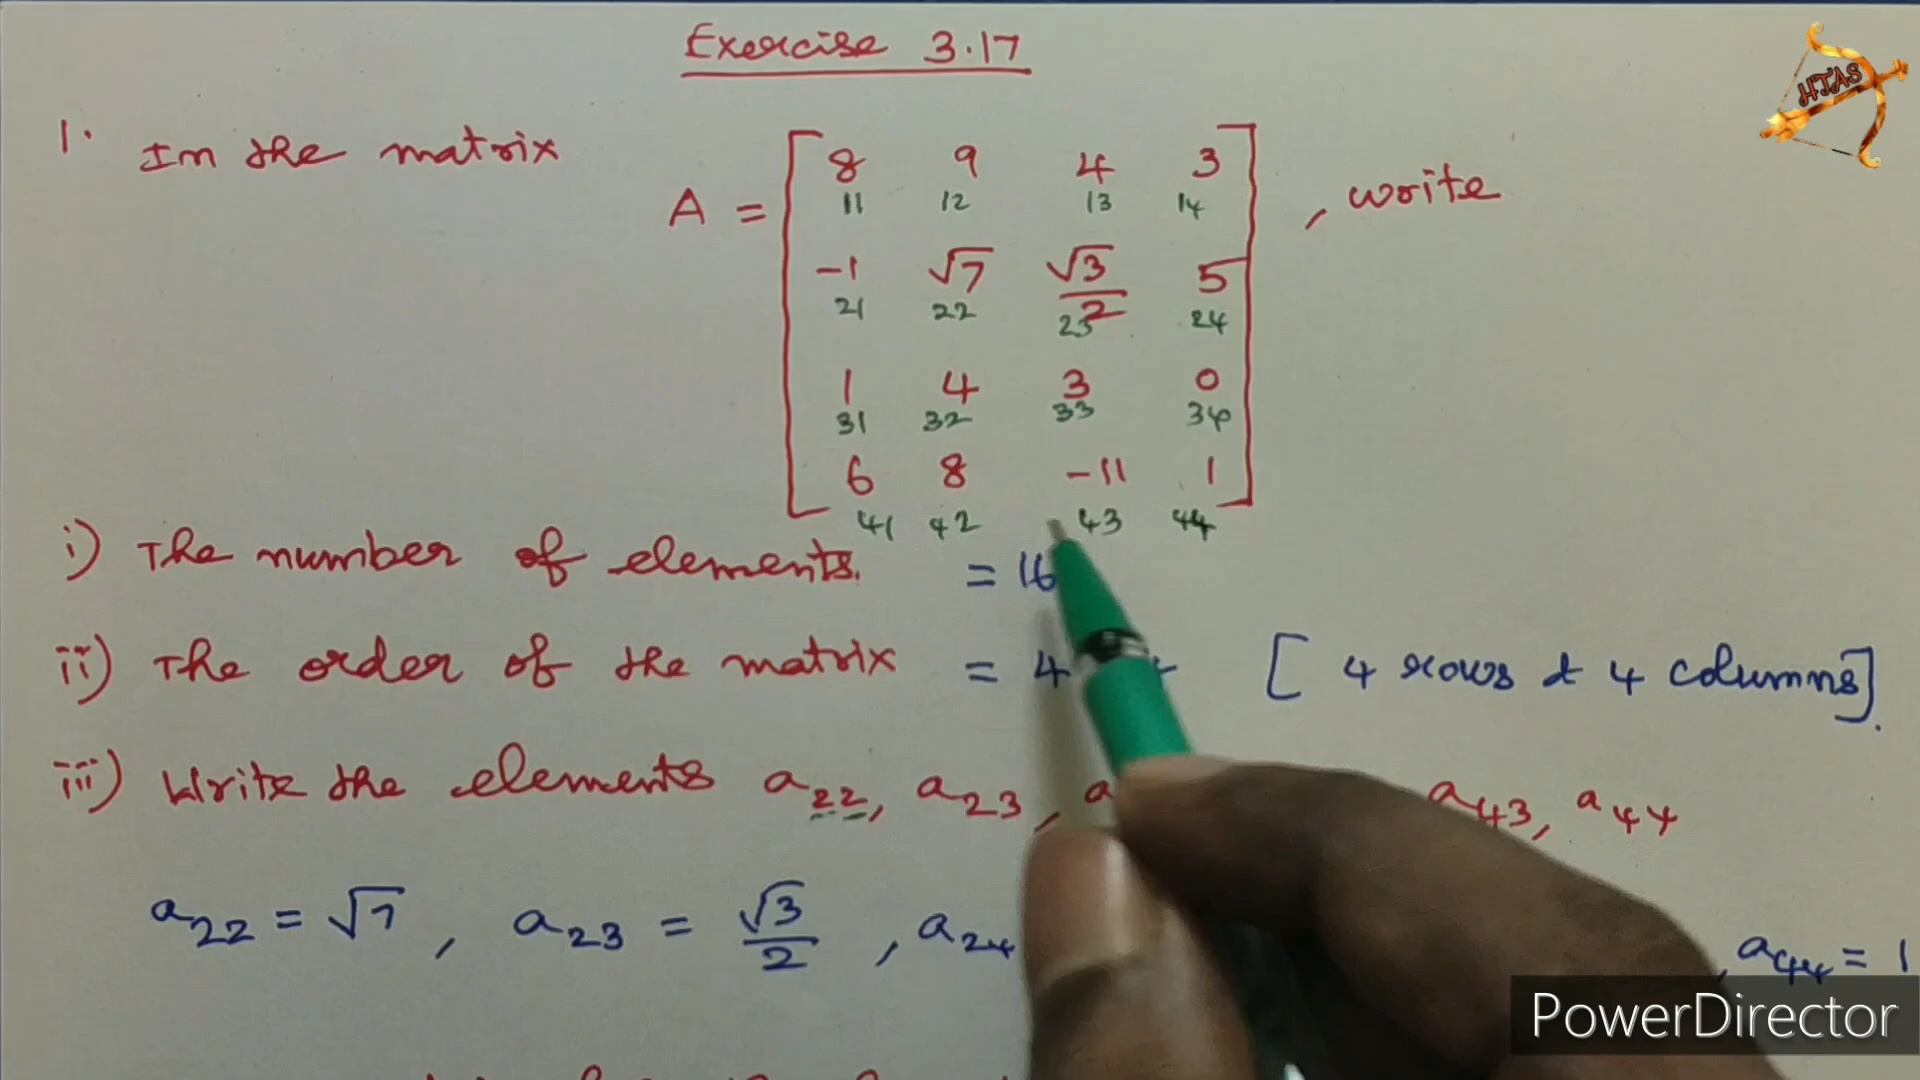 Exercise 3.17
HTAS
1. In the matrix A = [ 8 9 4 3 , write
11 12 13 14
-1 √7 √3/2 5
21 22 23 24
1 4 3 0
31 32 33 34
6 8 -11 1 ]
41 42 43 44
i) The number of elements. = 16
ii) The order of the matrix = 4 [ 4 rows & 4 columns].
iii) Write the elements a22, a23, a a43, a44
a22 = √7, a23 = √3/2, a24 , a44 = 1
PowerDirector